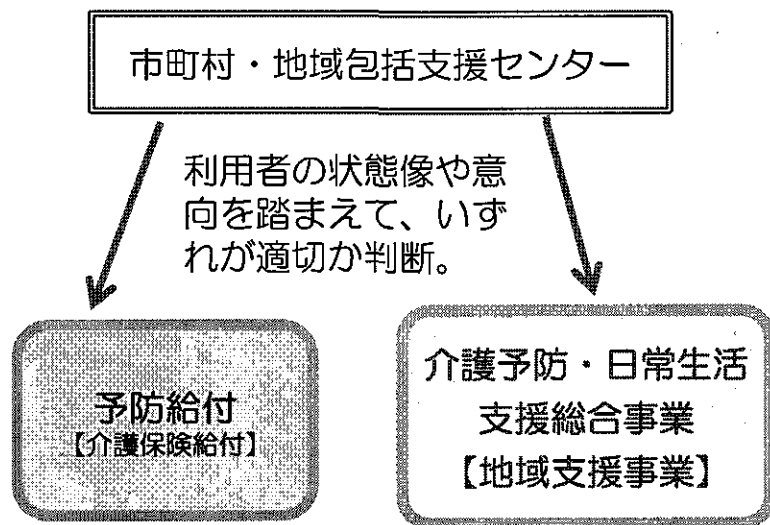 市町村・地域包括支援センター
利用者の状態像や意
向を踏まえて、いず
れが適切か判断。
予防給付
【介護保険給付】
介護予防・日常生活
支援総合事業
【地域支援事業】